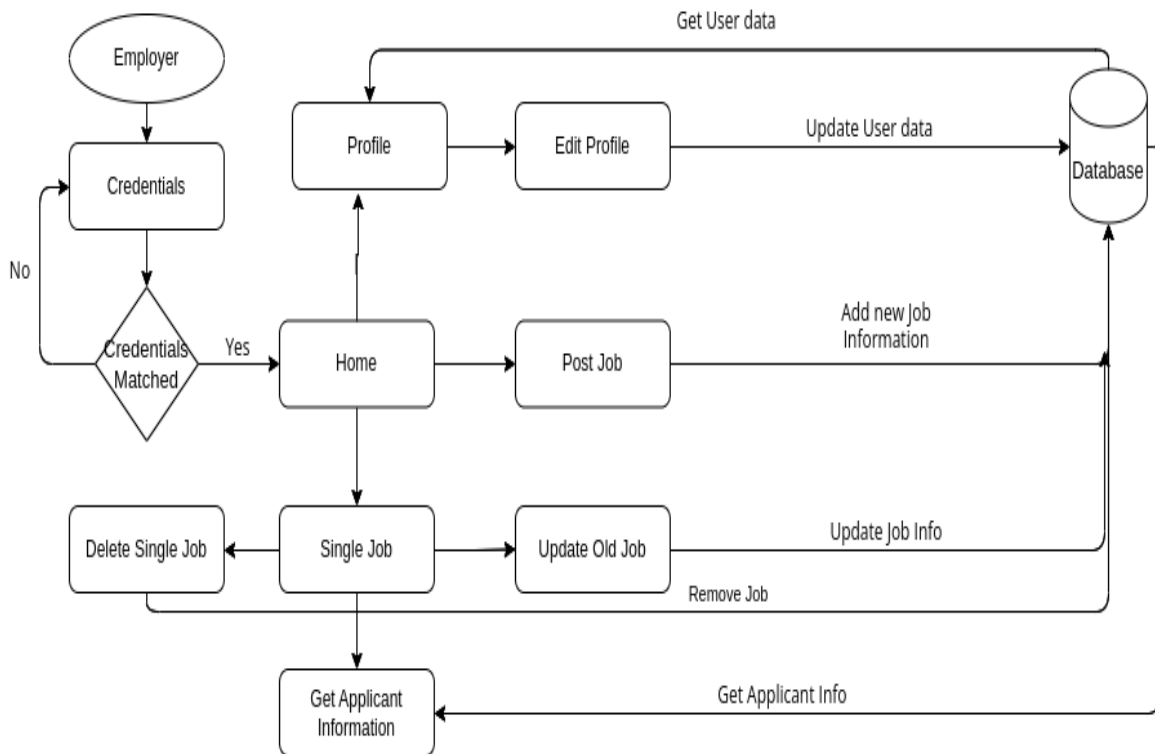 Get User data
Employer
Profile
Edit Profile
Update User data
Database
Credentials
No
Credentials
Matched
Yes
Home
Post Job
Add new Job
Information
Delete Single Job
Single Job
Update Old Job
Update Job Info
Remove Job
Get Applicant
Information
Get Applicant Info